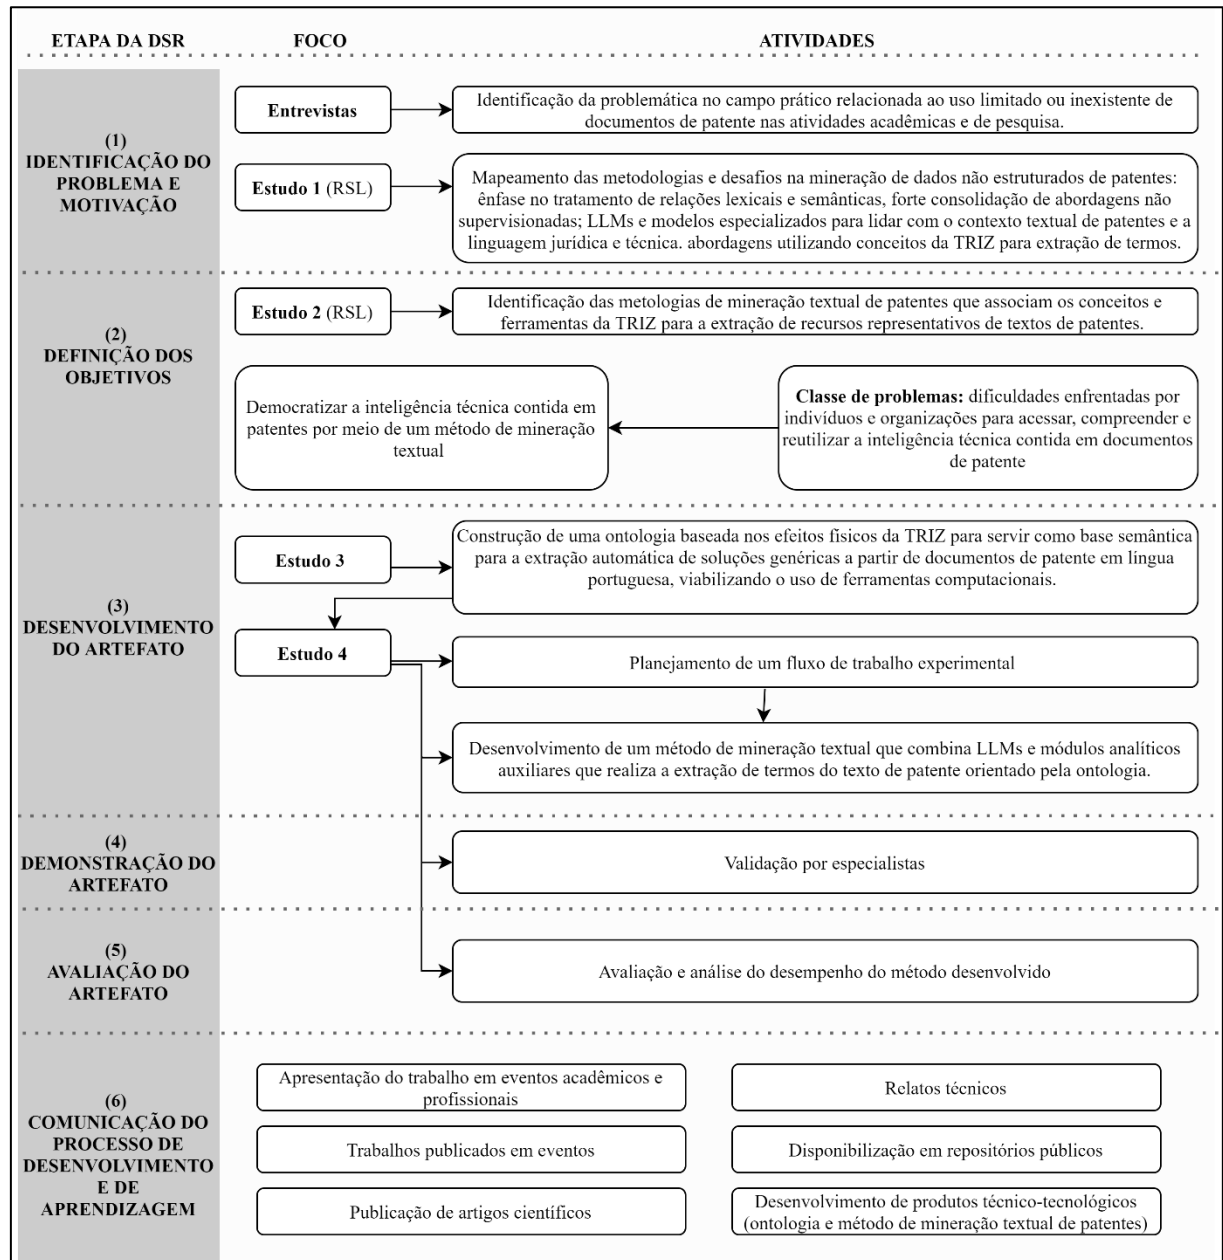 ETAPA DA DSR
FOCO
ATIVIDADES
(1)
IDENTIFICAÇÃO DO
PROBLEMA E
MOTIVAÇÃO
Entrevistas
Identificação da problemática no campo prático relacionada ao uso limitado ou inexistente de
documentos de patente nas atividades acadêmicas e de pesquisa.
Estudo 1 (RSL)
Mapeamento das metodologias e desafios na mineração de dados não estruturados de patentes:
ênfase no tratamento de relações lexicais e semânticas, forte consolidação de abordagens não
supervisionadas; LLMs e modelos especializados para lidar com o contexto textual de patentes e a
linguagem jurídica e técnica. abordagens utilizando conceitos da TRIZ para extração de termos.
(2)
DEFINIÇÃO DOS
OBJETIVOS
Estudo 2 (RSL)
Identificação das metologias de mineração textual de patentes que associam os conceitos e
ferramentas da TRIZ para a extração de recursos representativos de textos de patentes.
Democratizar a inteligência técnica contida em
patentes por meio de um método de mineração
textual
Classe de problemas: dificuldades enfrentadas por
indivíduos e organizações para acessar, compreender e
reutilizar a inteligência técnica contida em documentos
de patente
(3)
DESENVOLVIMENTO
DO ARTEFATO
Estudo 3
Construção de uma ontologia baseada nos efeitos físicos da TRIZ para servir como base semântica
para a extração automática de soluções genéricas a partir de documentos de patente em língua
portuguesa, viabilizando o uso de ferramentas computacionais.
Estudo 4
Planejamento de um fluxo de trabalho experimental
Desenvolvimento de um método de mineração textual que combina LLMs e módulos analíticos
auxiliares que realiza a extração de termos do texto de patente orientado pela ontologia.
(4)
DEMONSTRAÇÃO DO
ARTEFATO
Validação por especialistas
(5)
AVALIAÇÃO DO
ARTEFATO
Avaliação e análise do desempenho do método desenvolvido
(6)
COMUNICAÇÃO DO
PROCESSO DE
DESENVOLVIMENTO
E DE
APRENDIZAGEM
Apresentação do trabalho em eventos acadêmicos e
profissionais
Relatos técnicos
Trabalhos publicados em eventos
Disponibilização em repositórios públicos
Publicação de artigos científicos
Desenvolvimento de produtos técnico-tecnológicos
(ontologia e método de mineração textual de patentes)